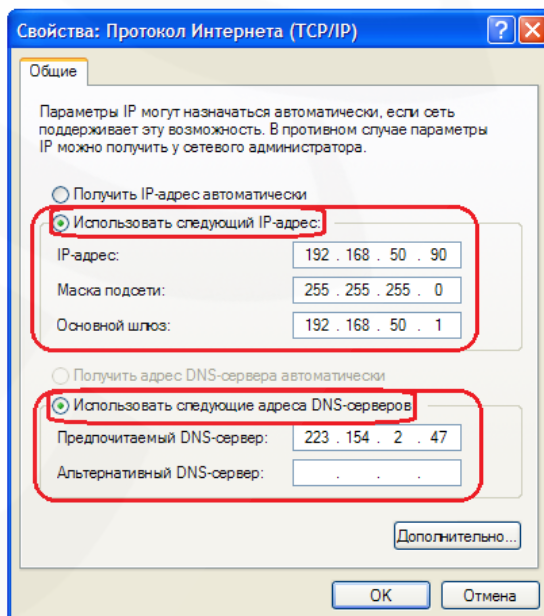 Свойства: Протокол Интернета (TCP/IP)
Общие
Параметры IP могут назначаться автоматически, если сеть
поддерживает эту возможность. В противном случае параметры
IP можно получить у сетевого администратора.
Получить IP-адрес автоматически
Использовать следующий IP-адрес:
IP-адрес: 192 . 168 . 50 . 90
Маска подсети: 255 . 255 . 255 . 0
Основной шлюз: 192 . 168 . 50 . 1
Получить адрес DNS-сервера автоматически
Использовать следующие адреса DNS-серверов
Предпочитаемый DNS-сервер: 223 . 154 . 2 . 47
Альтернативный DNS-сервер: . . .
Дополнительно...
OK Отмена